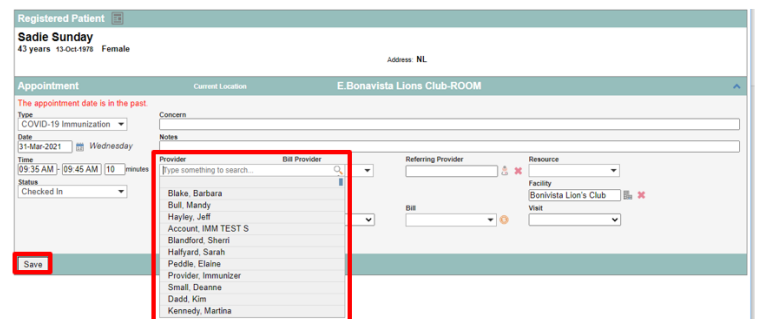 Registered Patient
Sadie Sunday
43 years 13-Oct-1978 Female
Address: NL
Appointment Current Location E.Bonavista Lions Club-ROOM
The appointment date is in the past.
Type Concern
COVID-19 Immunization
Date Notes
31-Mar-2021 Wednesday
Time Provider Bill Provider Referring Provider Resource
09:35 AM - 09:45 AM 10 minutes Type something to search...
Status Facility
Checked In Bonivista Lion's Club
Blake, Barbara
Bull, Mandy Bill Visit
Hayley, Jeff
Account, IMM TEST S
Blandford, Sherri
Halfyard, Sarah
Save Peddle, Elaine
Provider, Immunizer
Small, Deanne
Dadd, Kim
Kennedy, Martina